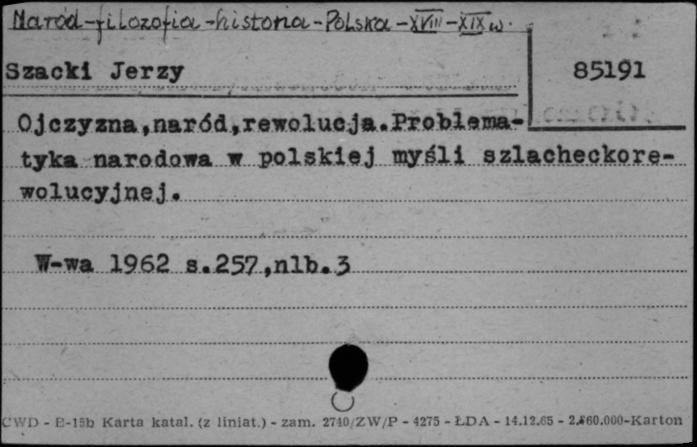 Naród-filozofia-historia-Polska-XVIII-XIX w.
Szacki Jerzy
85191
Ojczyzna,naród,rewolucja.Problema-
tyka narodowa w polskiej myśli szlacheckore-
wolucyjnej.
W-wa 1962 s.257,nlb.3
CWD - E-15b Karta katal. (z liniat.) - zam. 2740/ZW/P - 4275 - ŁDA - 14.12.65 - 2.860.000-Karton